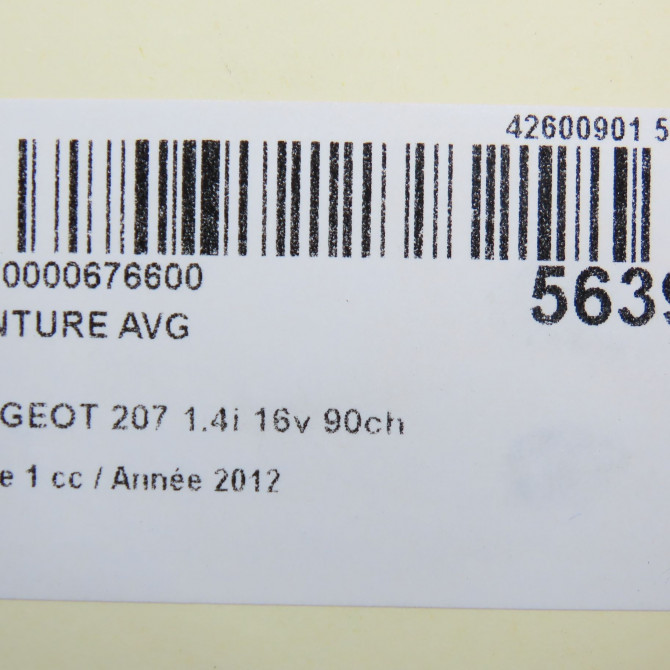 42600901 5
0000676600
5639
NTURE AVG
GEOT 207 1.4i 16v 90ch
e 1 cc / Année 2012